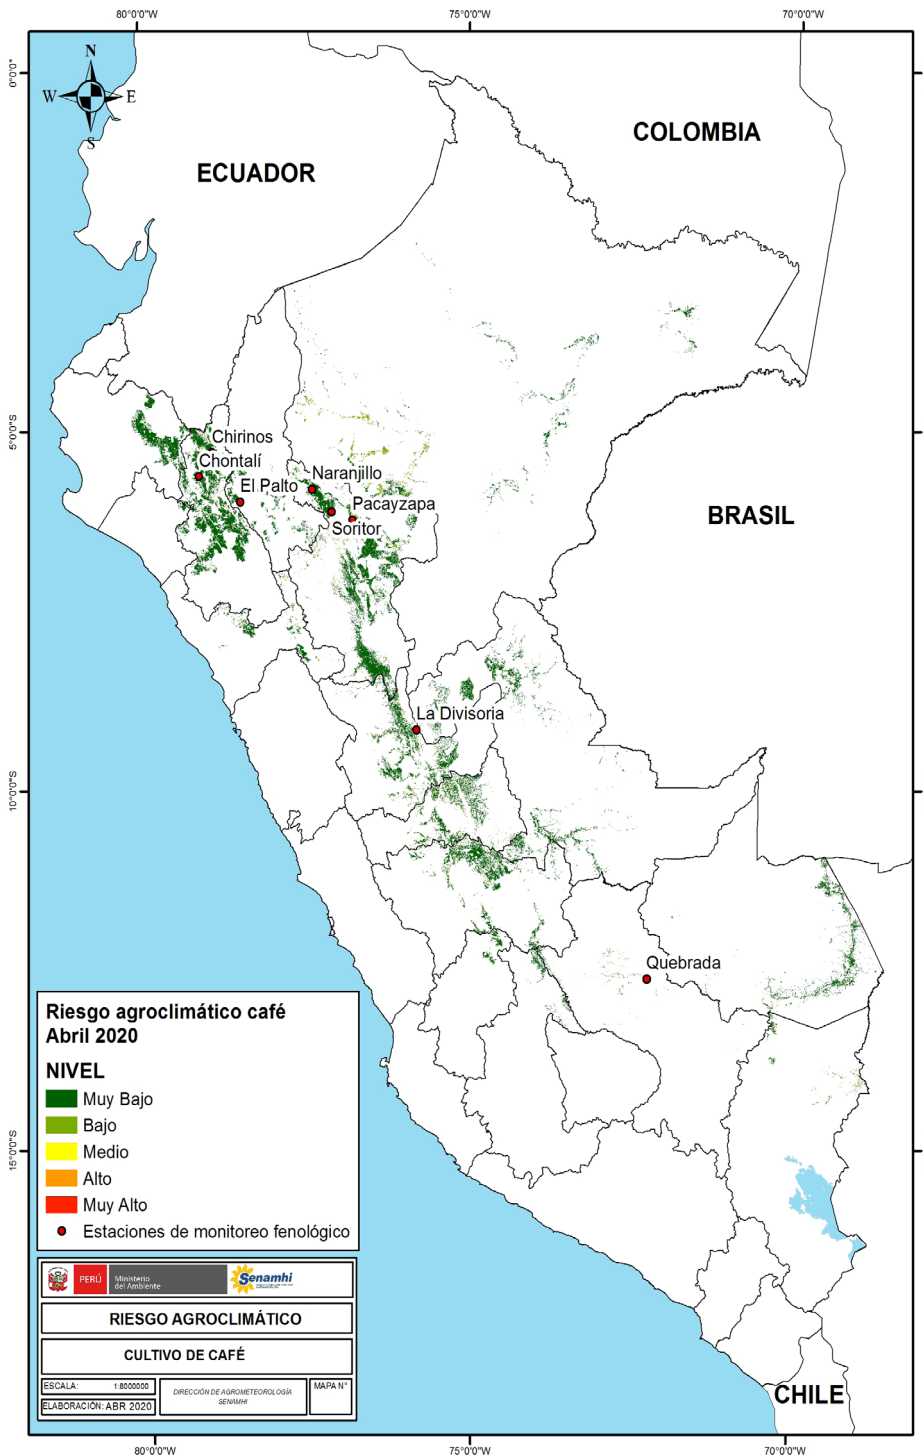 80°0'0"W 75°0'0"W 70°0'0"W
0°0'0"
5°0'0"S
10°0'0"S
15°0'0"S
N
W E
S
COLOMBIA
ECUADOR
BRASIL
CHILE
Chirinos
Chontalí
El Palto
Naranjillo
Pacayzapa
Soritor
La Divisoria
Quebrada
Riesgo agroclimático café
Abril 2020
NIVEL
Muy Bajo
Bajo
Medio
Alto
Muy Alto
Estaciones de monitoreo fenológico
PERÚ
Ministerio
del Ambiente
Senamhi
RIESGO AGROCLIMÁTICO
CULTIVO DE CAFÉ
ESCALA: 1:8000000
ELABORACIÓN: ABR 2020
DIRECCIÓN DE AGROMETEOROLOGÍA
SENAMHI
MAPA N°
80°0'0"W 75°0'0"W 70°0'0"W